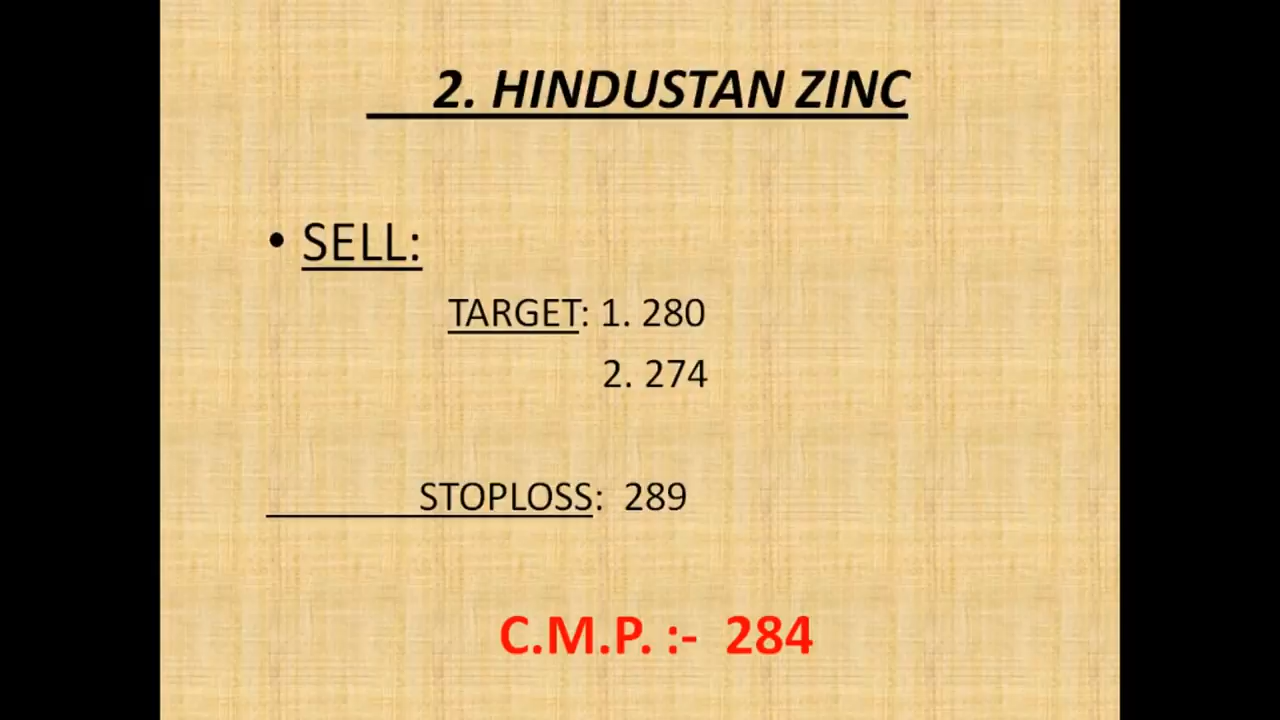 2. HINDUSTAN ZINC
• SELL:
TARGET: 1. 280
2. 274
STOPLOSS: 289
C.M.P. :- 284